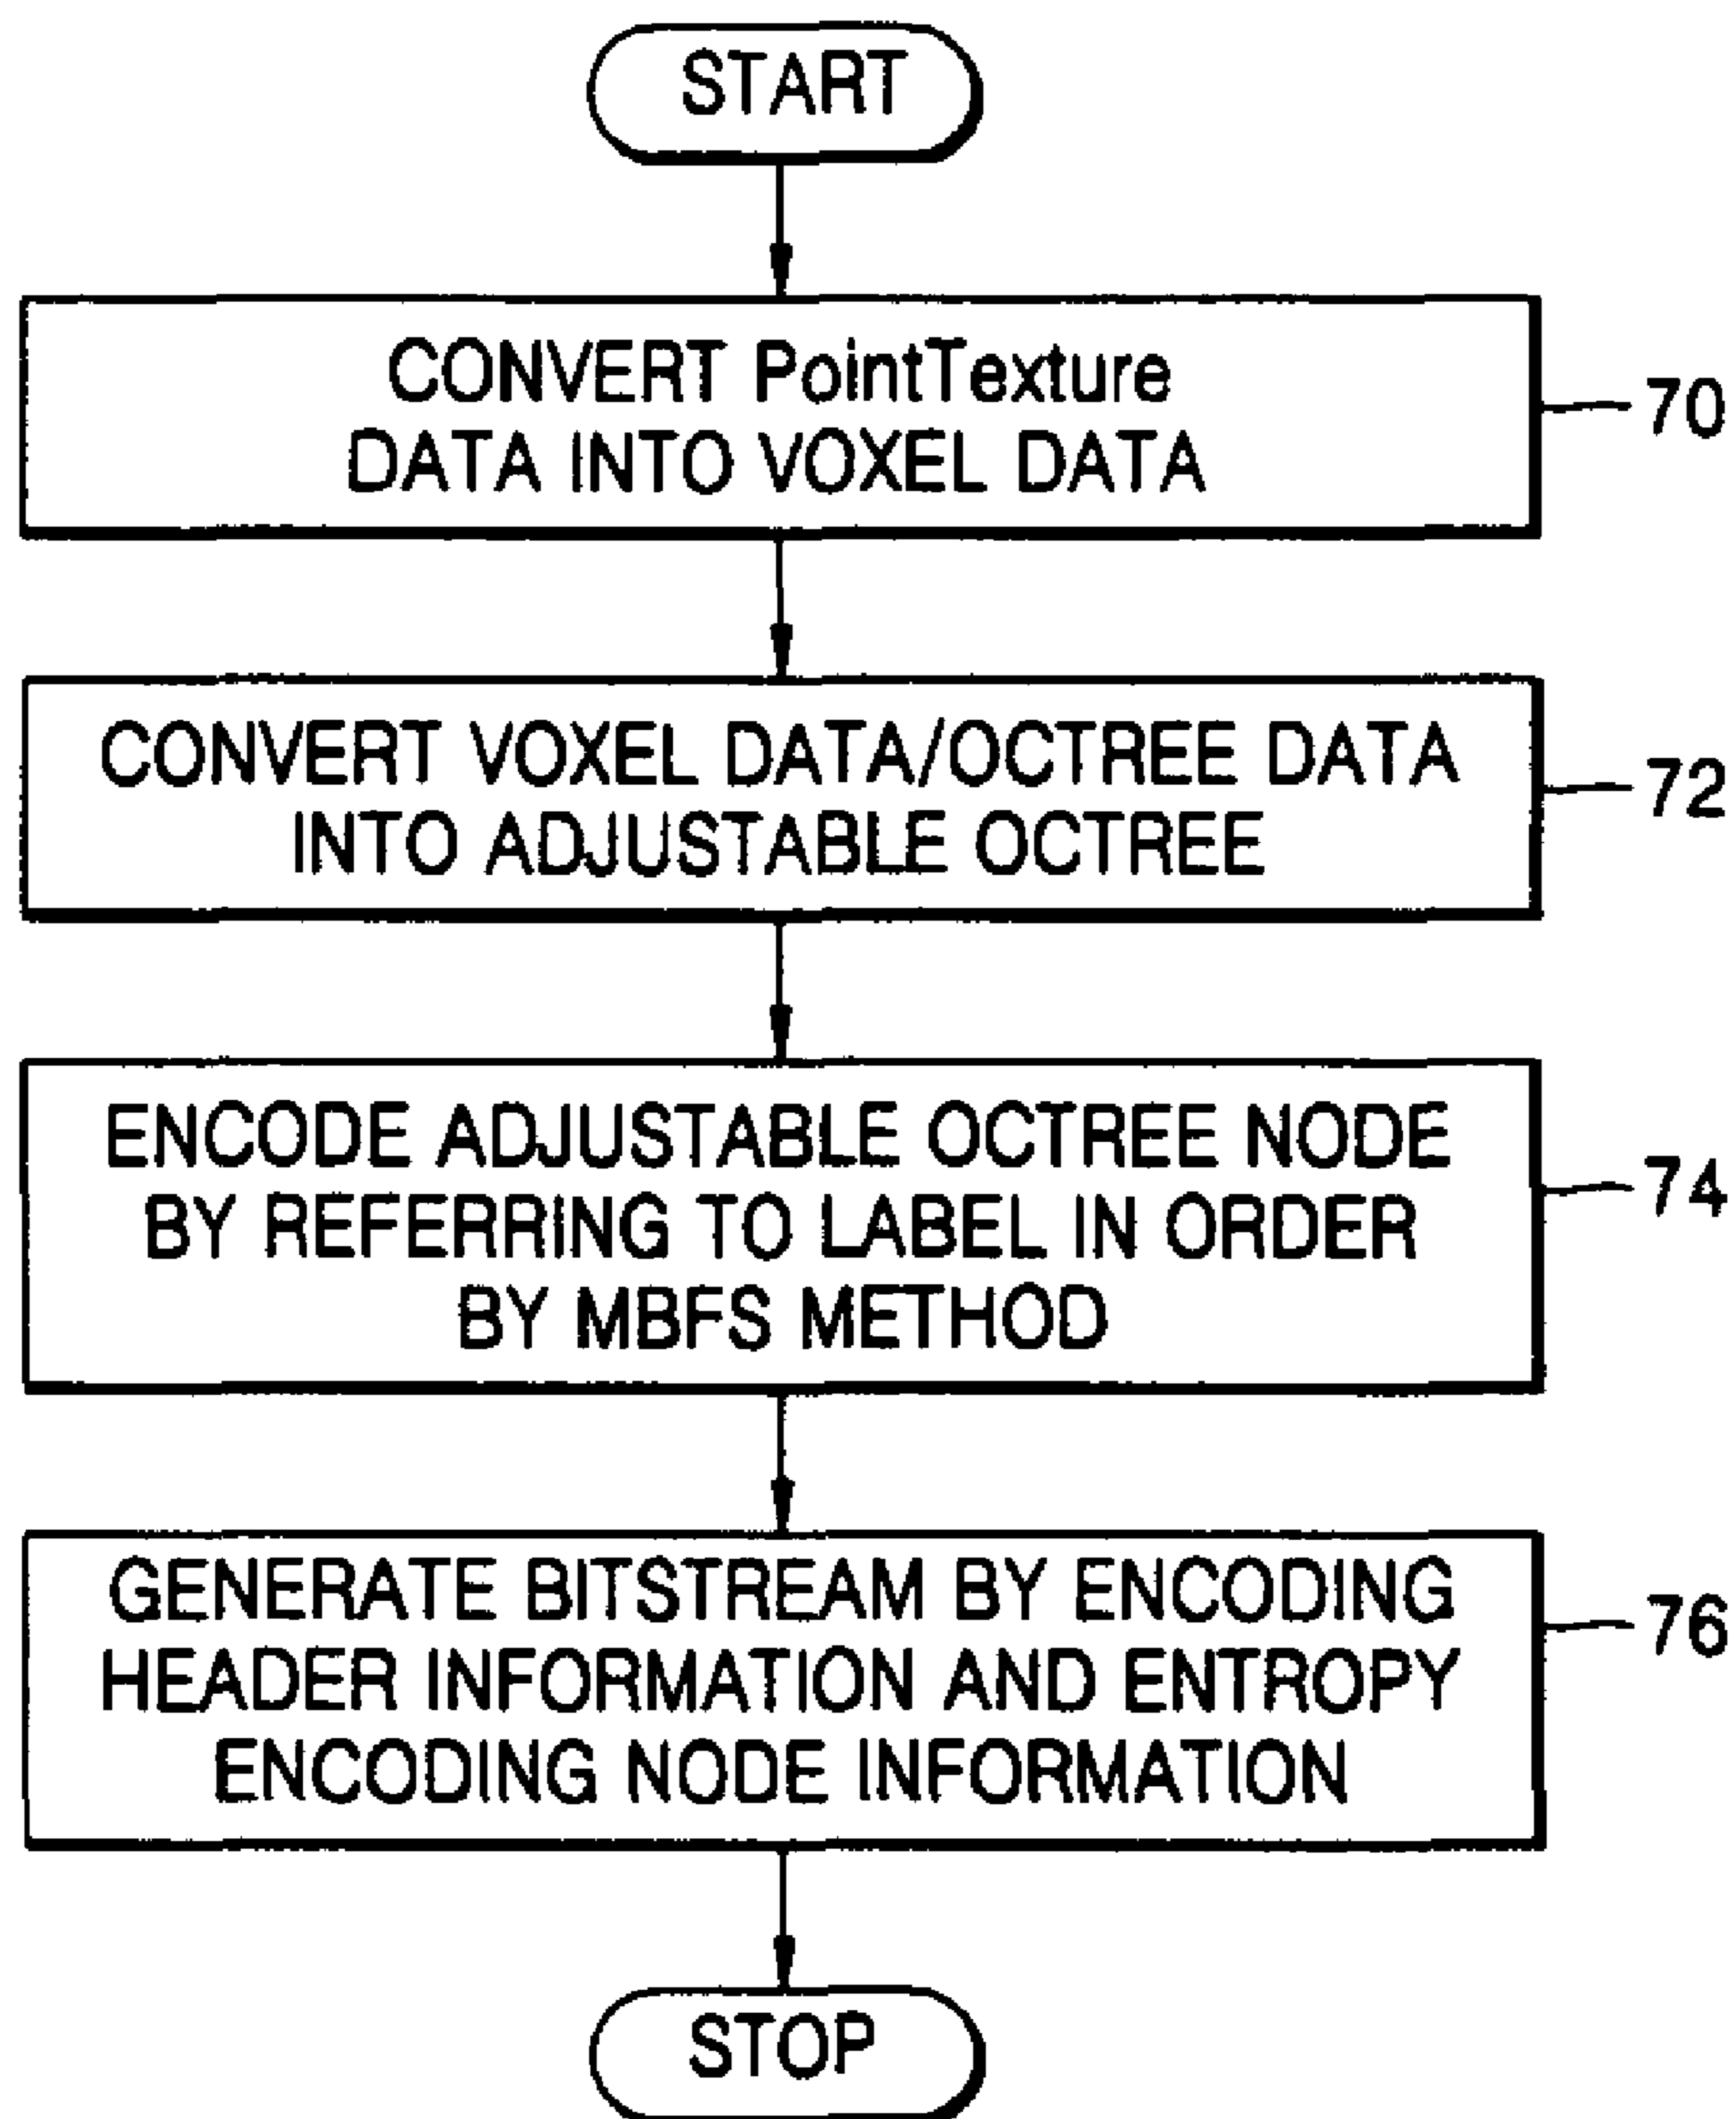 START
CONVERT PointTexture
DATA INTO VOXEL DATA
70
CONVERT VOXEL DATA/OCTREE DATA
INTO ADJUSTABLE OCTREE
72
ENCODE ADJUSTABLE OCTREE NODE
BY REFERRING TO LABEL IN ORDER
BY MBFS METHOD
74
GENERATE BITSTREAM BY ENCODING
HEADER INFORMATION AND ENTROPY
ENCODING NODE INFORMATION
76
STOP